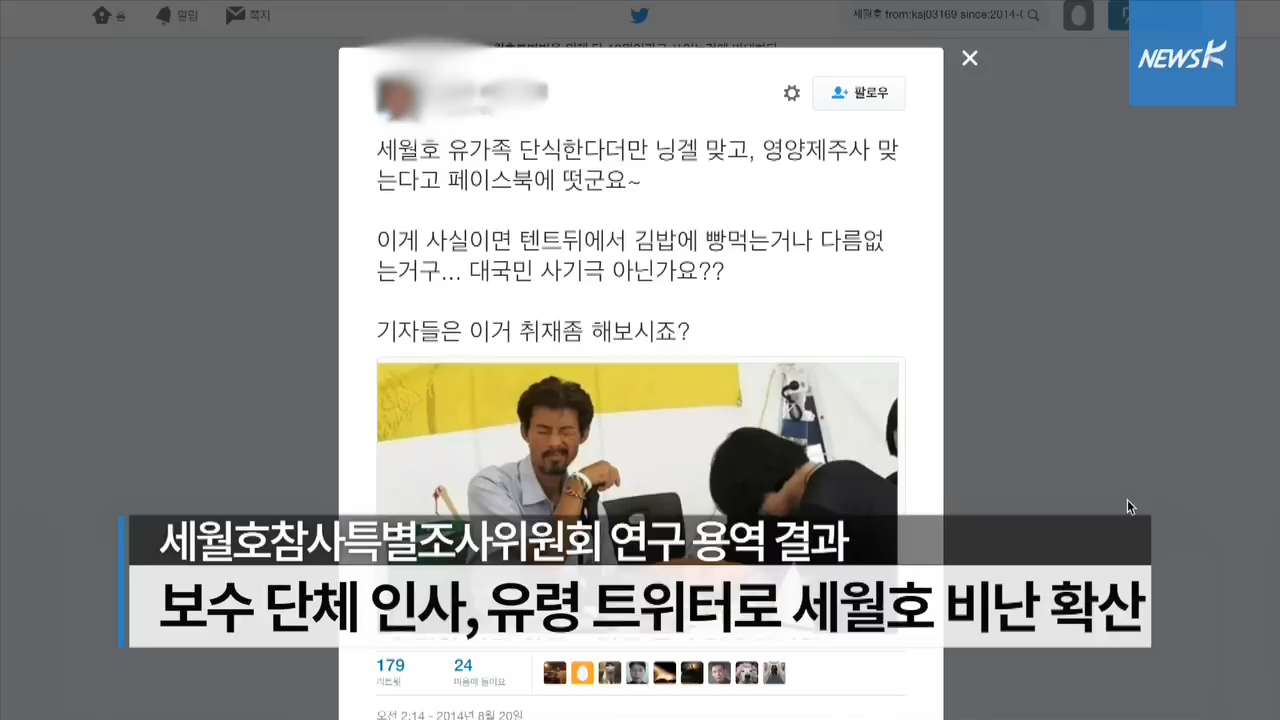 홈
알림
쪽지
세월호 from:ksj03169 since:2014-0
NEWSK
팔로우
세월호 유가족 단식한다더만 닝겔 맞고, 영양제주사 맞
는다고 페이스북에 떳군요~
이게 사실이면 텐트뒤에서 김밥에 빵먹는거나 다름없
는거구... 대국민 사기극 아닌가요??
기자들은 이거 취재좀 해보시죠?
세월호참사특별조사위원회 연구 용역 결과
보수 단체 인사, 유령 트위터로 세월호 비난 확산
179
24
리트윗
마음에 들어요
오전 2:14 - 2014년 8월 20일